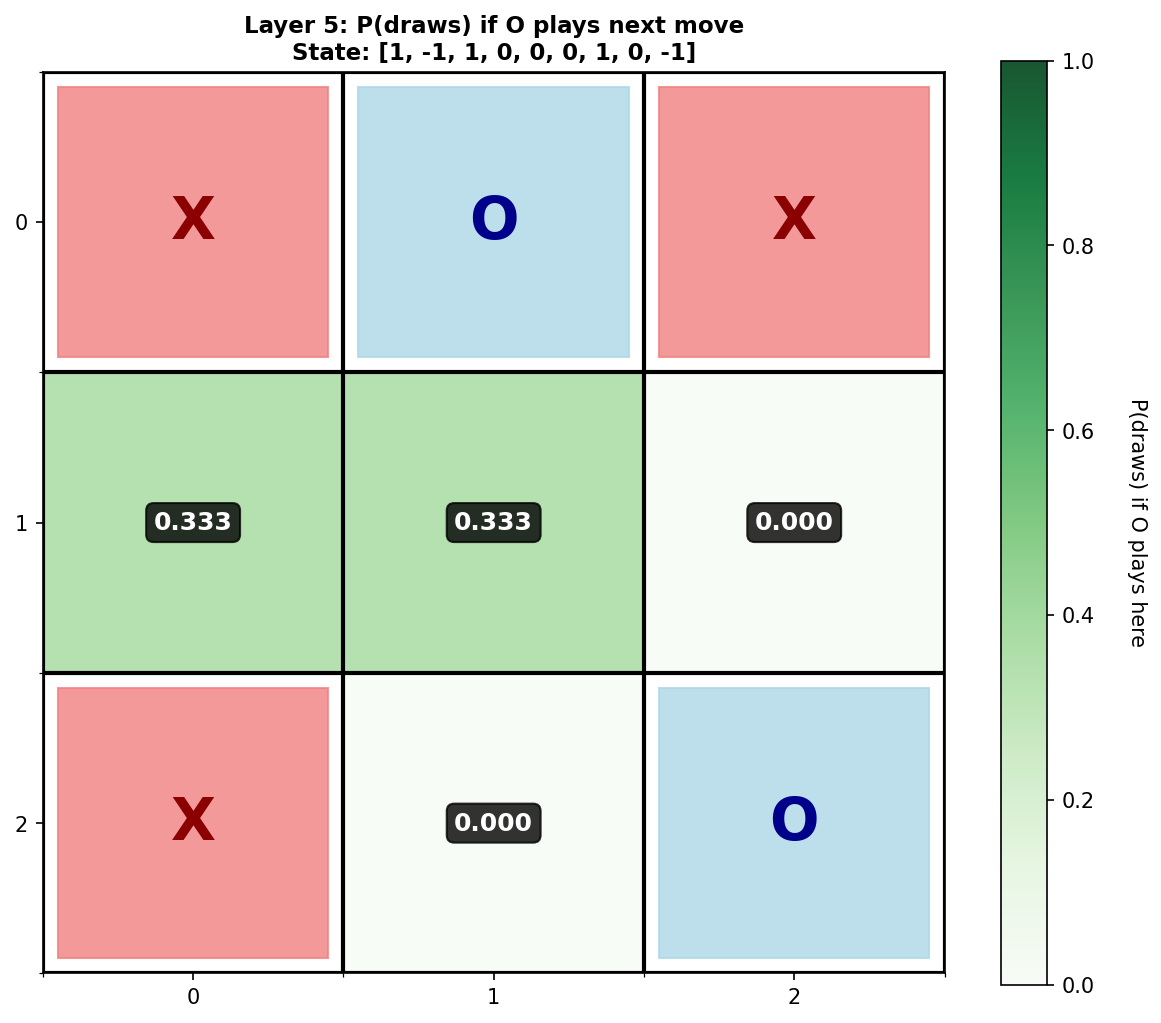 Layer 5: P(draws) if O plays next move
State: [1, -1, 1, 0, 0, 0, 1, 0, -1]
X
O
X
0.333
0.333
0.000
X
0.000
O
0
1
2
0
1
2
1.0
0.8
0.6
0.4
0.2
0.0
P(draws) if O plays here